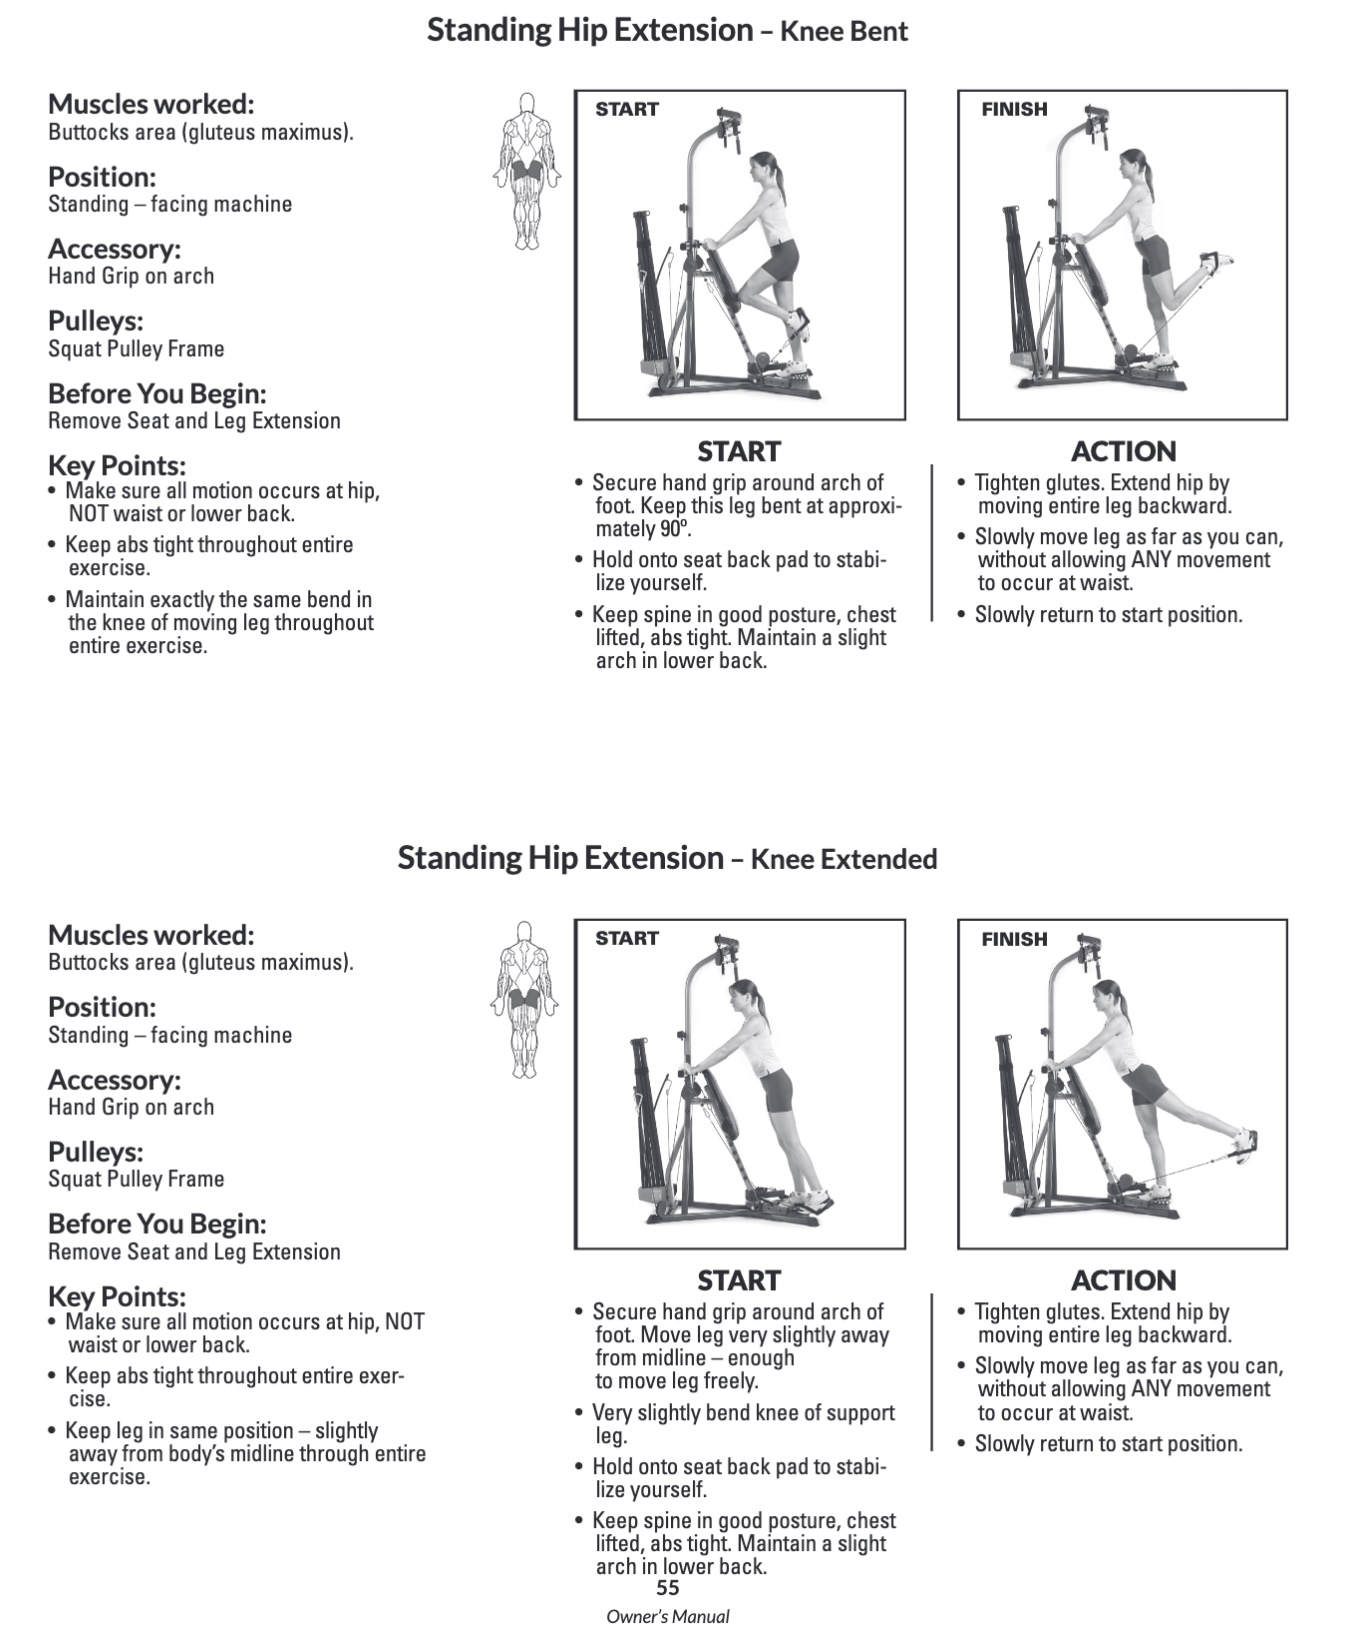 Standing Hip Extension – Knee Bent
Muscles worked:
Buttocks area (gluteus maximus).
Position:
Standing – facing machine
Accessory:
Hand Grip on arch
Pulleys:
Squat Pulley Frame
Before You Begin:
Remove Seat and Leg Extension
Key Points:
• Make sure all motion occurs at hip,
NOT waist or lower back.
• Keep abs tight throughout entire
exercise.
• Maintain exactly the same bend in
the knee of moving leg throughout
entire exercise.
START
START
• Secure hand grip around arch of
foot. Keep this leg bent at approxi-
mately 90º.
• Hold onto seat back pad to stabi-
lize yourself.
• Keep spine in good posture, chest
lifted, abs tight. Maintain a slight
arch in lower back.
FINISH
ACTION
• Tighten glutes. Extend hip by
moving entire leg backward.
• Slowly move leg as far as you can,
without allowing ANY movement
to occur at waist.
• Slowly return to start position.
Standing Hip Extension – Knee Extended
Muscles worked:
Buttocks area (gluteus maximus).
Position:
Standing – facing machine
Accessory:
Hand Grip on arch
Pulleys:
Squat Pulley Frame
Before You Begin:
Remove Seat and Leg Extension
Key Points:
• Make sure all motion occurs at hip, NOT
waist or lower back.
• Keep abs tight throughout entire exer-
cise.
• Keep leg in same position – slightly
away from body’s midline through entire
exercise.
START
START
• Secure hand grip around arch of
foot. Move leg very slightly away
from midline – enough
to move leg freely.
• Very slightly bend knee of support
leg.
• Hold onto seat back pad to stabi-
lize yourself.
• Keep spine in good posture, chest
lifted, abs tight. Maintain a slight
arch in lower back.
FINISH
ACTION
• Tighten glutes. Extend hip by
moving entire leg backward.
• Slowly move leg as far as you can,
without allowing ANY movement
to occur at waist.
• Slowly return to start position.
55
Owner’s Manual